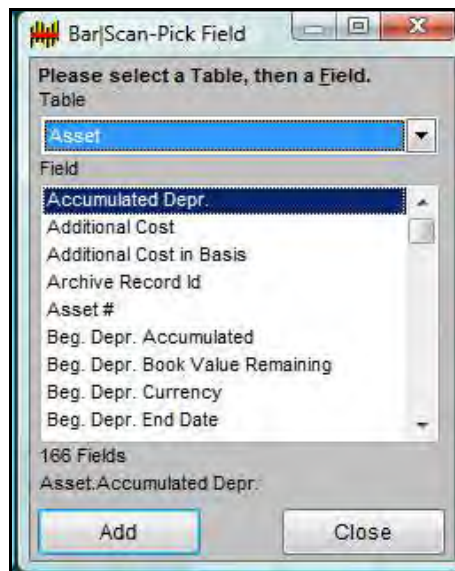 Bar|Scan-Pick Field
Please select a Table, then a Field.
Table
Asset
Field
Accumulated Depr.
Additional Cost
Additional Cost in Basis
Archive Record Id
Asset #
Beg. Depr. Accumulated
Beg. Depr. Book Value Remaining
Beg. Depr. Currency
Beg. Depr. End Date
166 Fields
Asset.Accumulated Depr.
Add Close